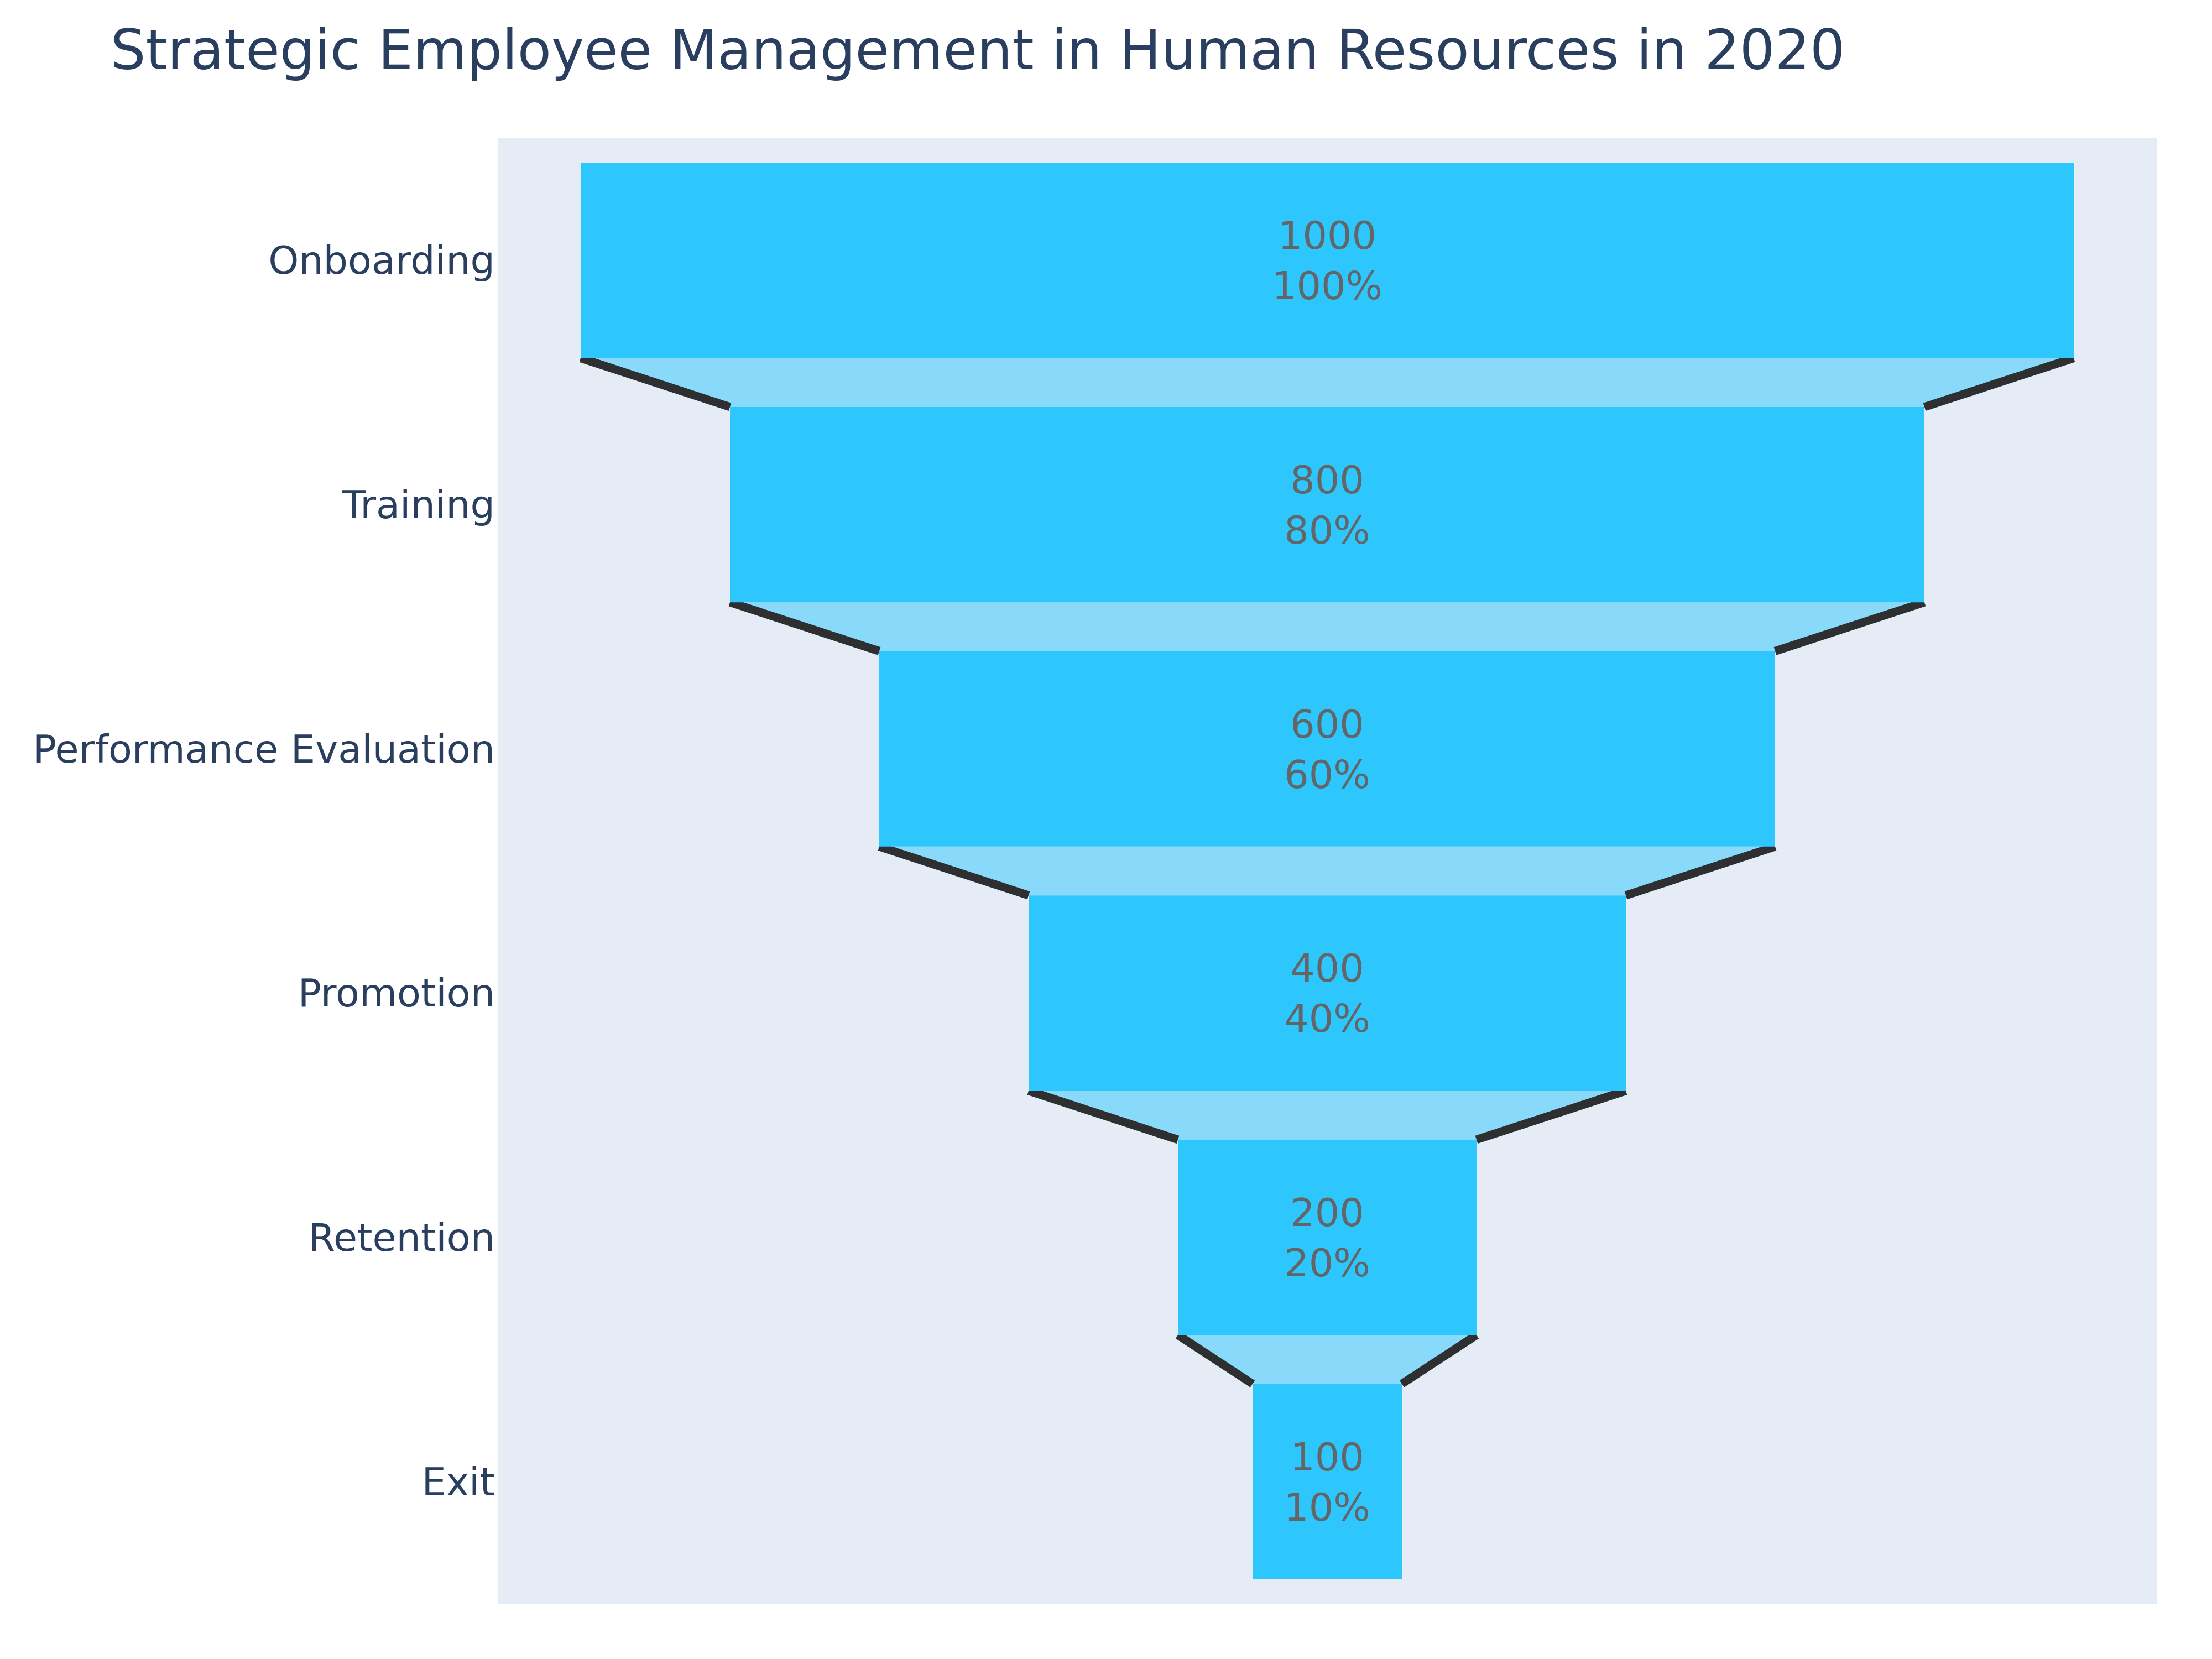 Strategic Employee Management in Human Resources in 2020
Onboarding
1000
100%
Training
800
80%
Performance Evaluation
600
60%
Promotion
400
40%
Retention
200
20%
Exit
100
10%